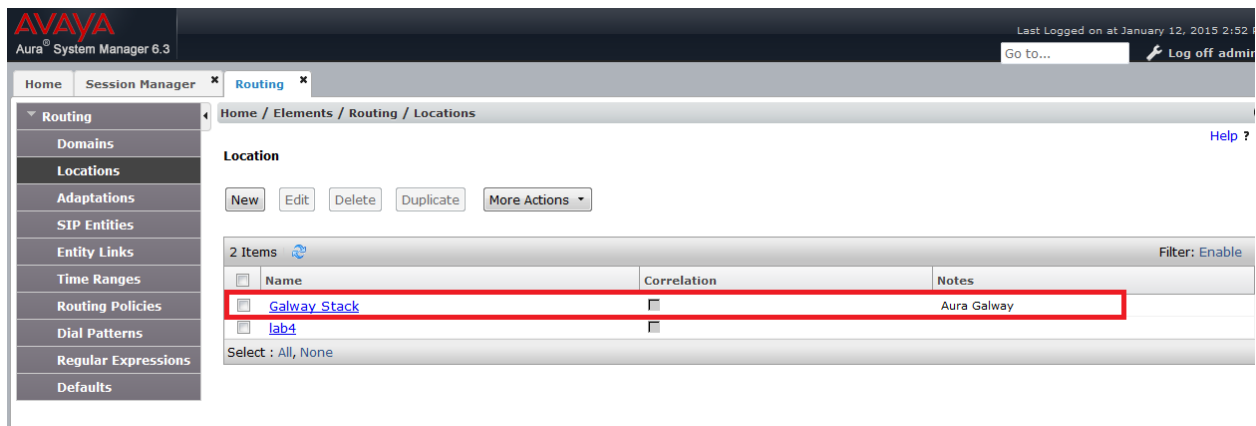 AVAYA
Aura® System Manager 6.3
Last Logged on at January 12, 2015 2:52
Go to...
Log off admin
Home
Session Manager
Routing
Routing
Domains
Locations
Adaptations
SIP Entities
Entity Links
Time Ranges
Routing Policies
Dial Patterns
Regular Expressions
Defaults
Home / Elements / Routing / Locations
Help ?
Location
New Edit Delete Duplicate More Actions
2 Items Filter: Enable
Name Correlation Notes
Galway Stack Aura Galway
lab4
Select : All, None